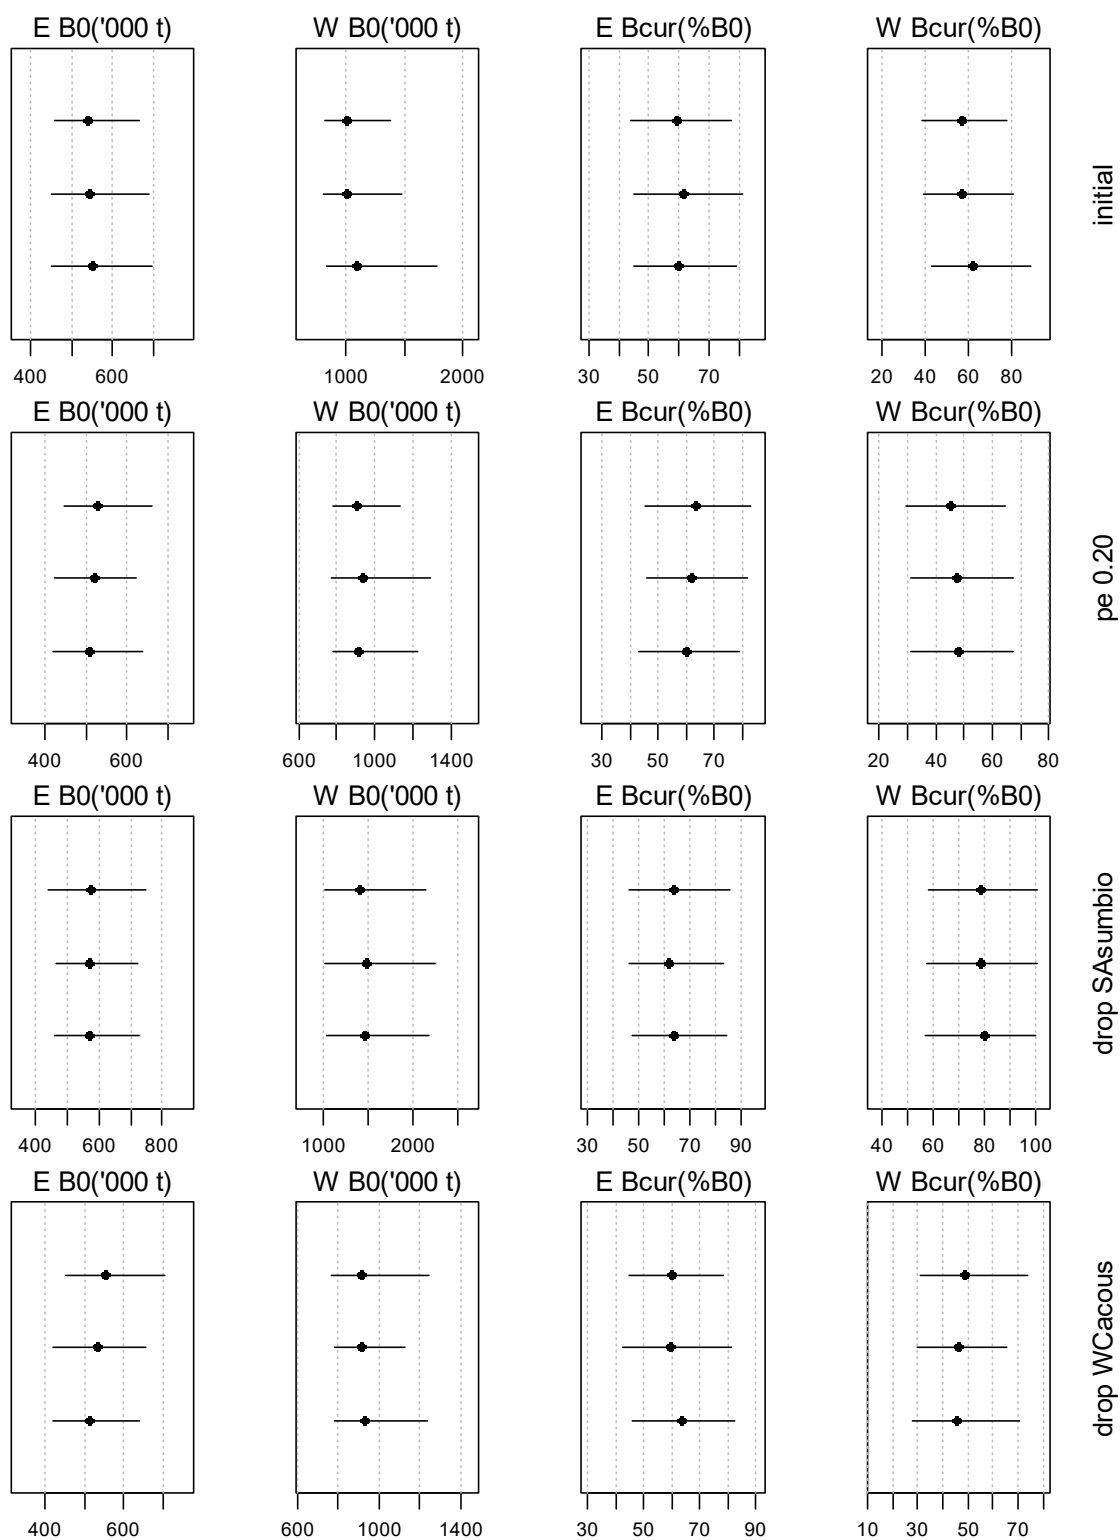 E B0('000 t) W B0('000 t) E Bcur(%B0) W Bcur(%B0)
initial
400 600 1000 2000 30 50 70 20 40 60 80
E B0('000 t) W B0('000 t) E Bcur(%B0) W Bcur(%B0)
pe 0.20
400 600 600 1000 1400 30 50 70 20 40 60 80
E B0('000 t) W B0('000 t) E Bcur(%B0) W Bcur(%B0)
drop SAsumbio
400 600 800 1000 2000 30 50 70 90 40 60 80 100
E B0('000 t) W B0('000 t) E Bcur(%B0) W Bcur(%B0)
drop WCacous
400 600 600 1000 1400 30 50 70 90 10 30 50 70